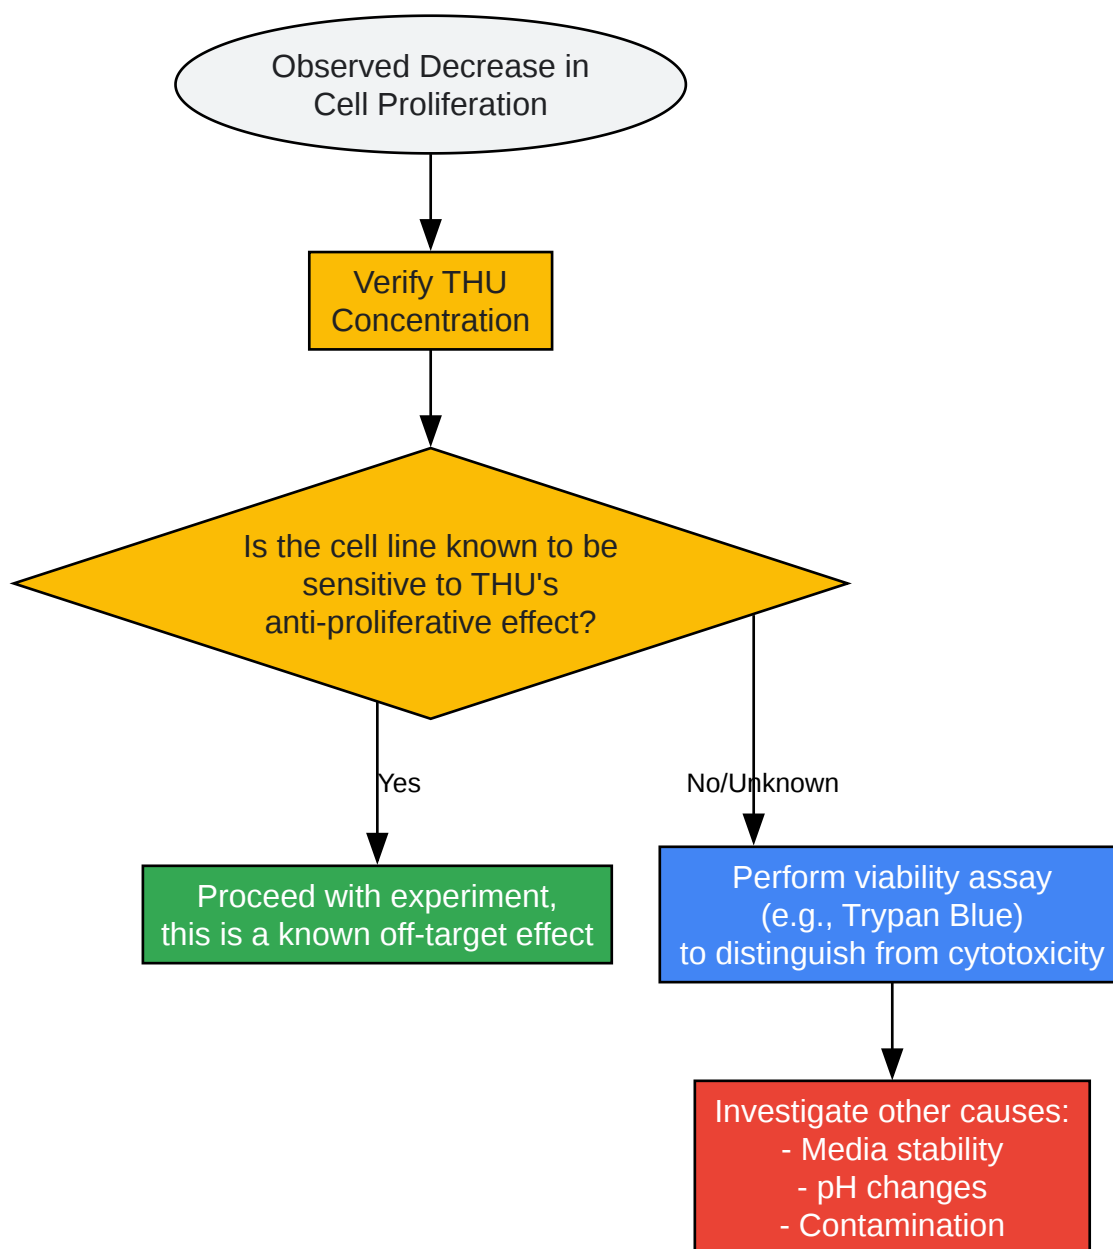 Observed Decrease in
Cell Proliferation
Verify THU
Concentration
Is the cell line known to be
sensitive to THU's
anti-proliferative effect?
Yes
No/Unknown
Proceed with experiment,
this is a known off-target effect
Perform viability assay
(e.g., Trypan Blue)
to distinguish from cytotoxicity
Investigate other causes:
- Media stability
- pH changes
- Contamination